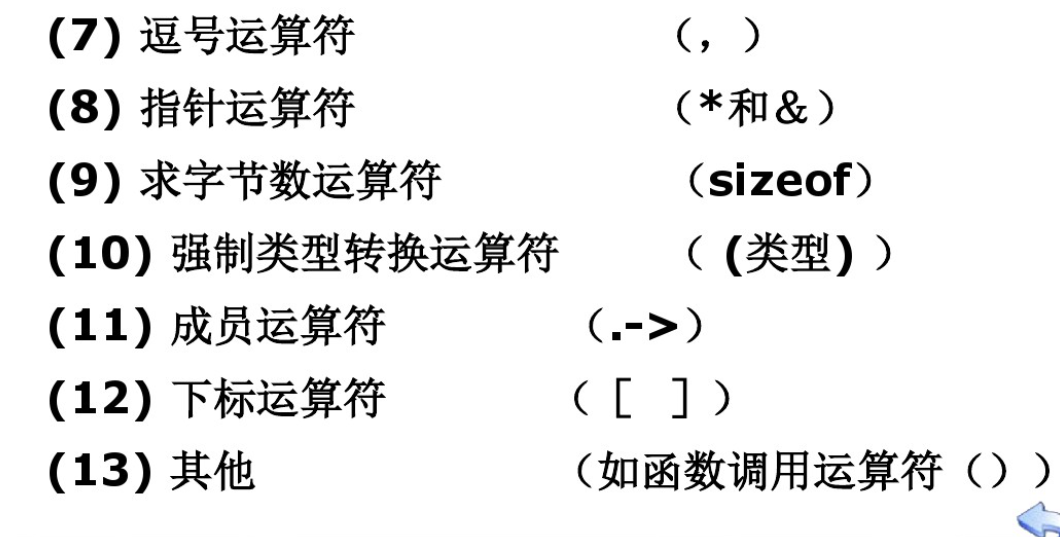 (7) 逗号运算符 （，）
(8) 指针运算符 （*和＆）
(9) 求字节数运算符 （sizeof）
(10) 强制类型转换运算符 （ (类型) ）
(11) 成员运算符 （.->）
(12) 下标运算符 （［ ］）
(13) 其他 （如函数调用运算符（））